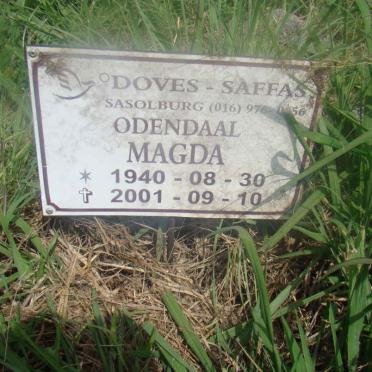 DOVES - SAFFAS
SASOLBURG (016)
ODENDAAL
MAGDA
* 1940 - 08 - 30
✝ 2001 - 09 - 10